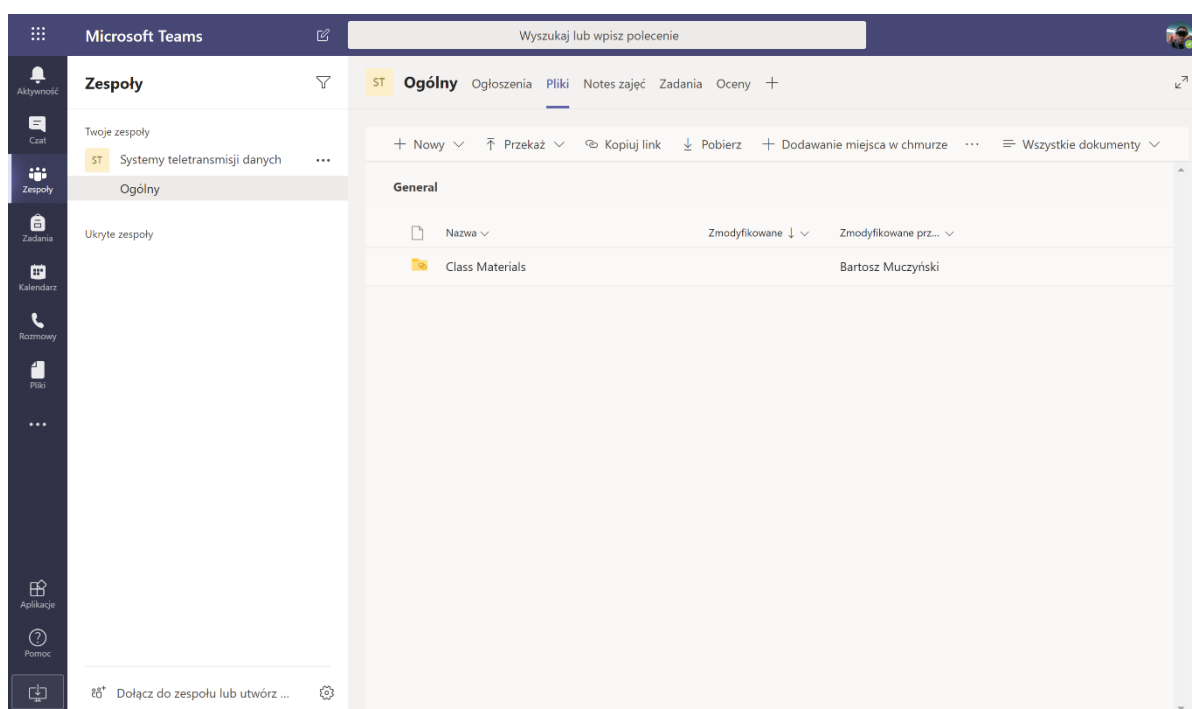 Microsoft Teams
Wyszukaj lub wpisz polecenie
Aktywność
Czat
Zespoły
Zadania
Kalendarz
Rozmowy
Pliki
Aplikacje
Pomoc
Zespoły
Twoje zespoły
ST Systemy teletransmisji danych
Ogólny
Ukryte zespoły
Dołącz do zespołu lub utwórz ...
ST Ogólny Ogłoszenia Pliki Notes zajęć Zadania Oceny
Nowy Przekaż Kopiuj link Pobierz Dodawanie miejsca w chmurze Wszystkie dokumenty
General
Nazwa Zmodyfikowane Zmodyfikowane prz...
Class Materials Bartosz Muczyński